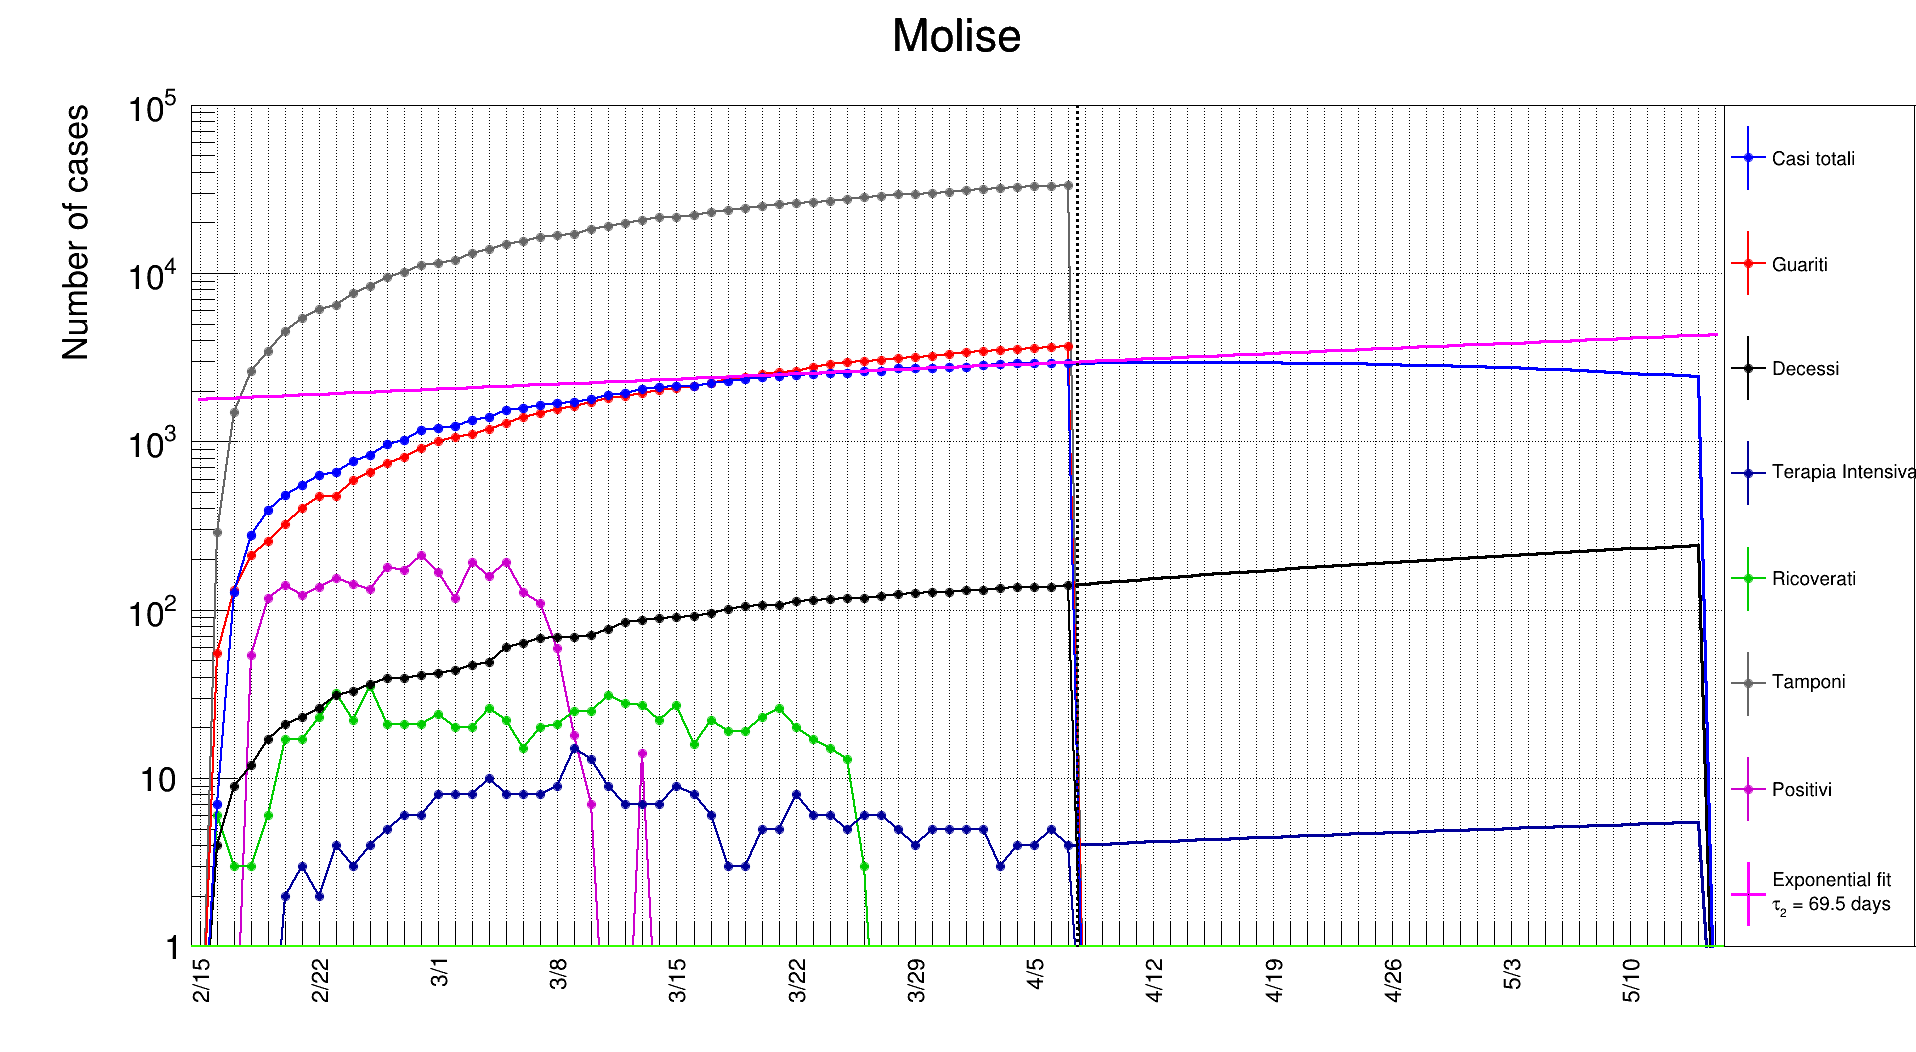 Molise
Number of cases
10^5
10^4
10^3
10^2
10
1
2/15 2/22 3/1 3/8 3/15 3/22 3/29 4/5 4/12 4/19 4/26 5/3 5/10
Casi totali
Guariti
Decessi
Terapia Intensiva
Ricoverati
Tamponi
Positivi
Exponential fit
τ_2 = 69.5 days